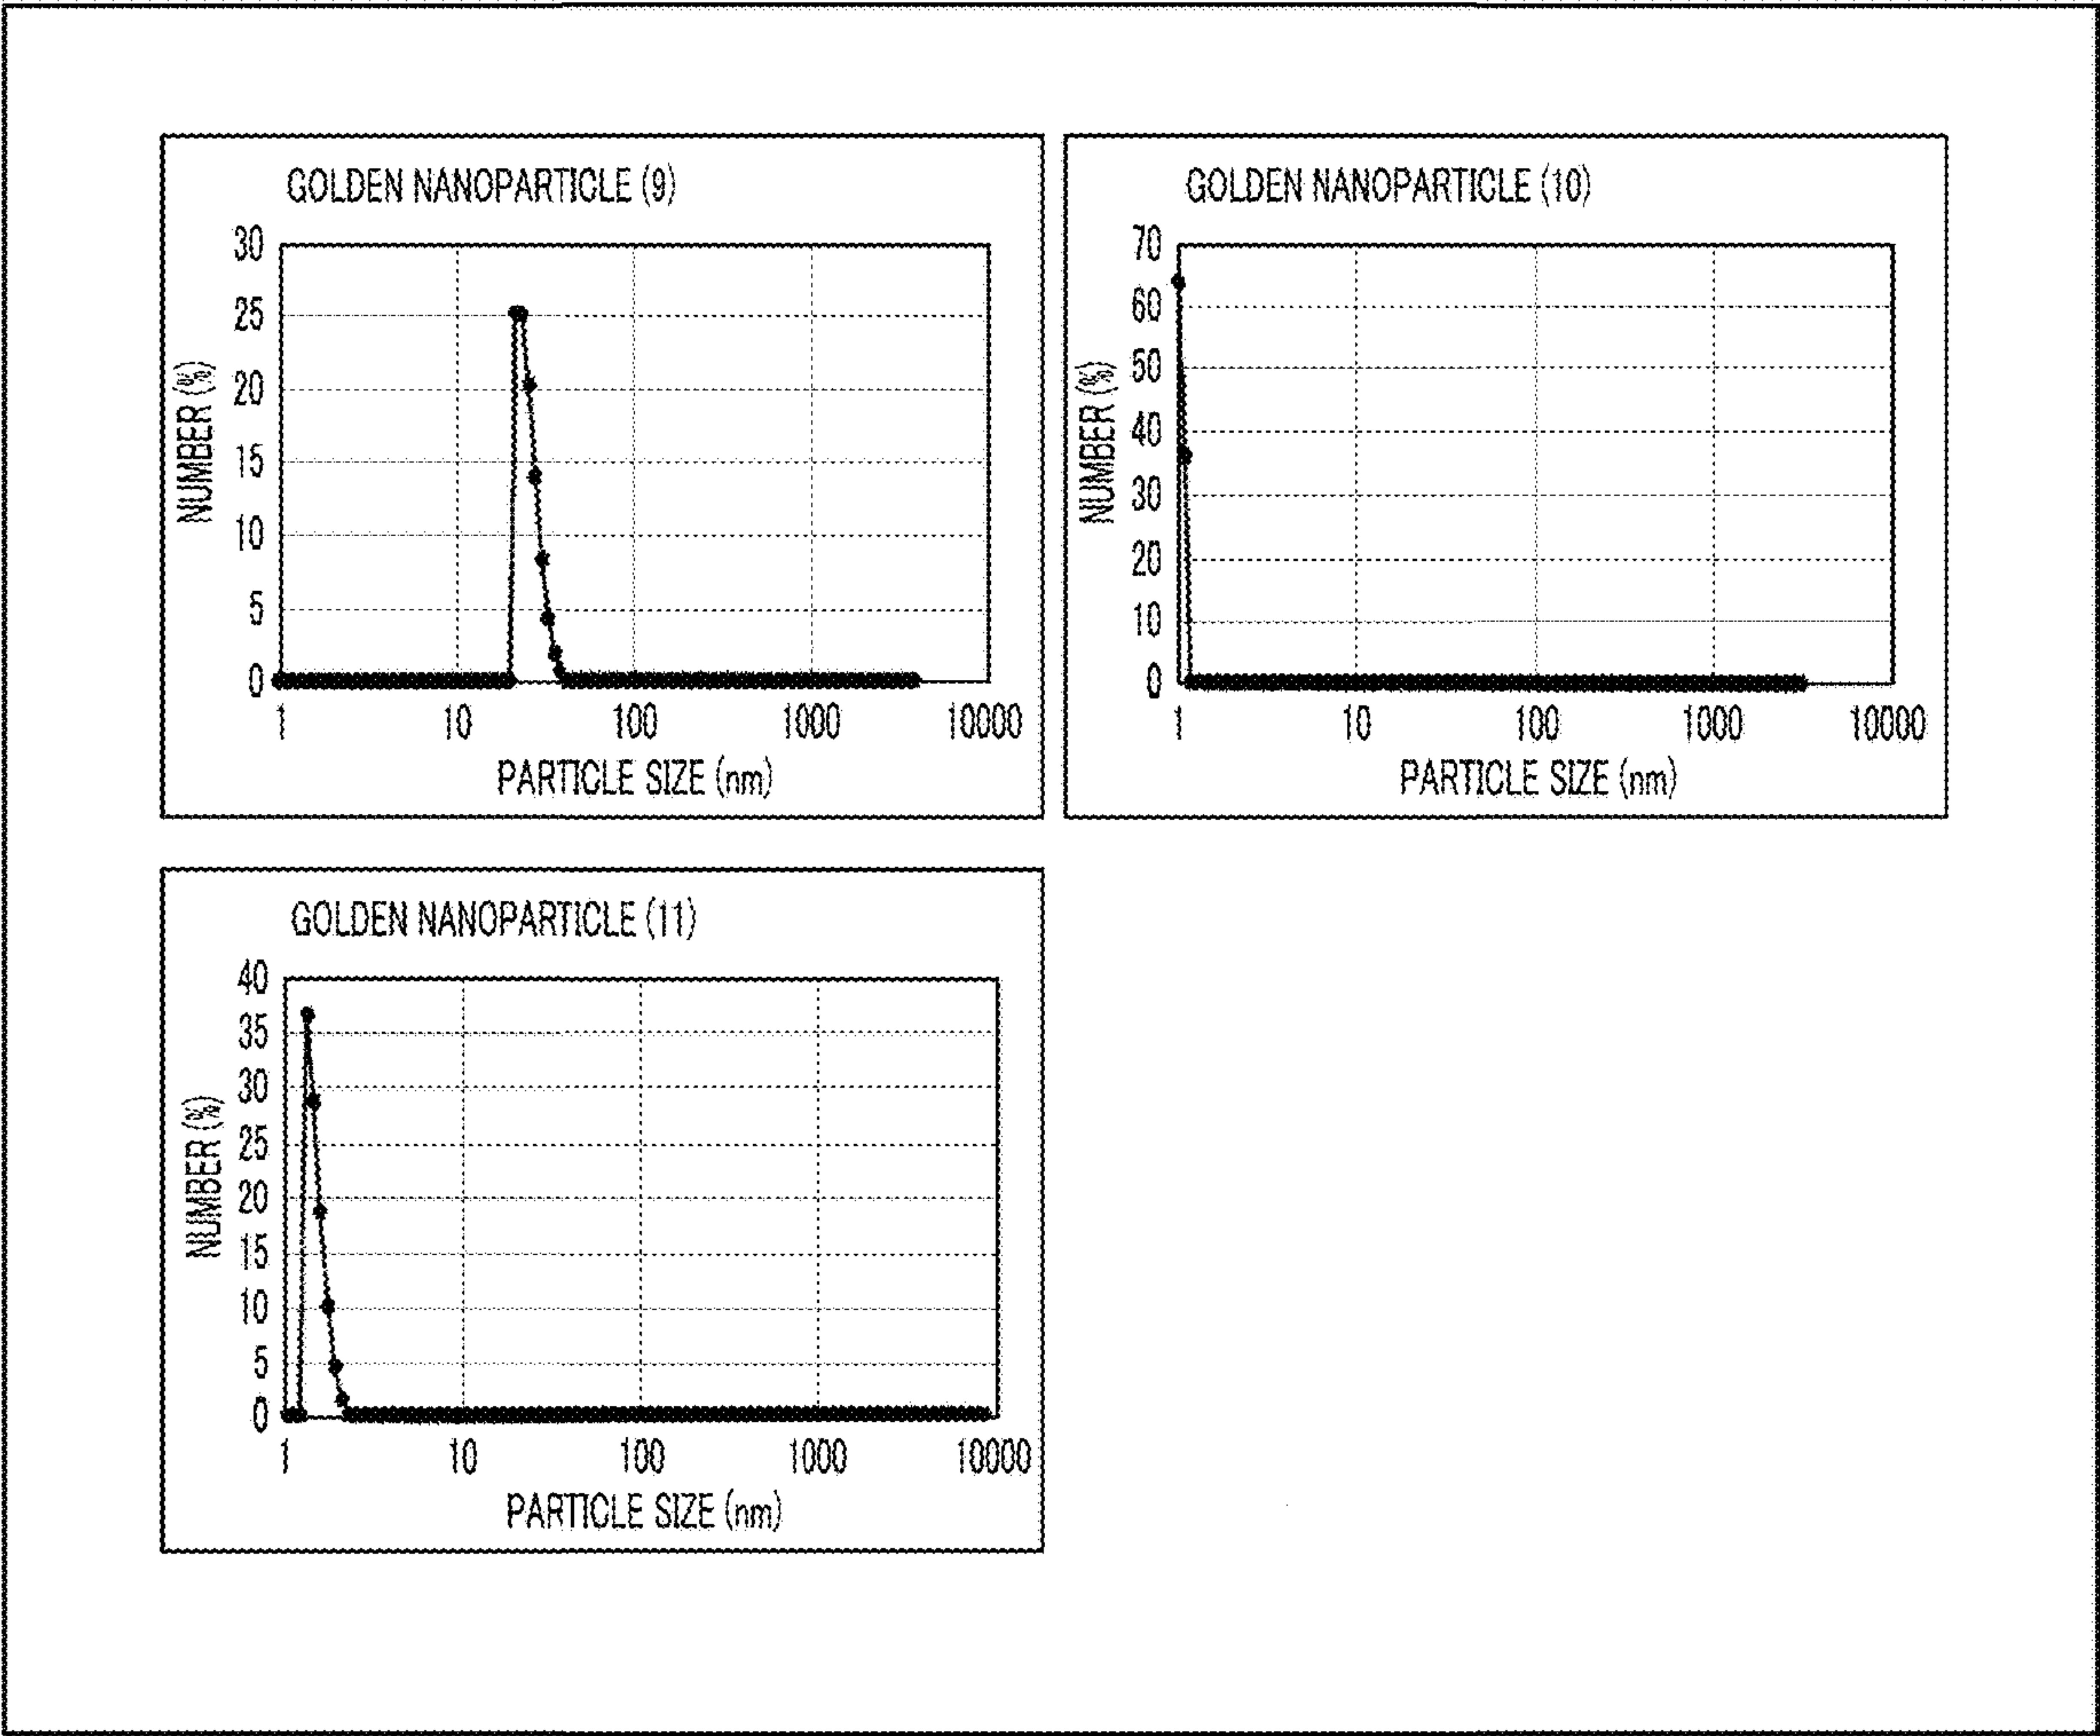 GOLDEN NANOPARTICLE (9)
30
25
20
15
10
5
0
NUMBER (%)
1 10 100 1000 10000
PARTICLE SIZE (nm)
GOLDEN NANOPARTICLE (10)
70
60
50
40
30
20
10
0
NUMBER (%)
1 10 100 1000 10000
PARTICLE SIZE (nm)
GOLDEN NANOPARTICLE (11)
40
35
30
25
20
15
10
5
0
NUMBER (%)
1 10 100 1000 10000
PARTICLE SIZE (nm)